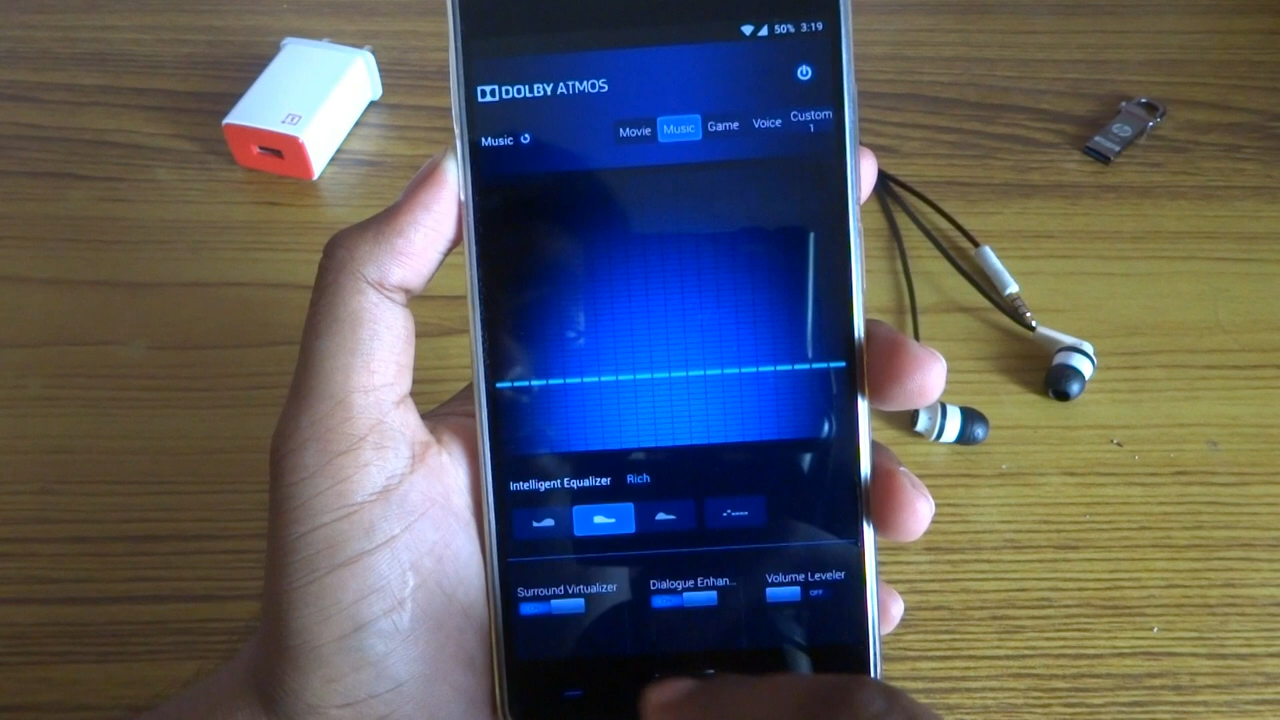 50% 3:19
DOLBY ATMOS
Music
Movie Music Game Voice Custom 1
Intelligent Equalizer Rich
Surround Virtualizer Dialogue Enhan... Volume Leveler
OFF
hp